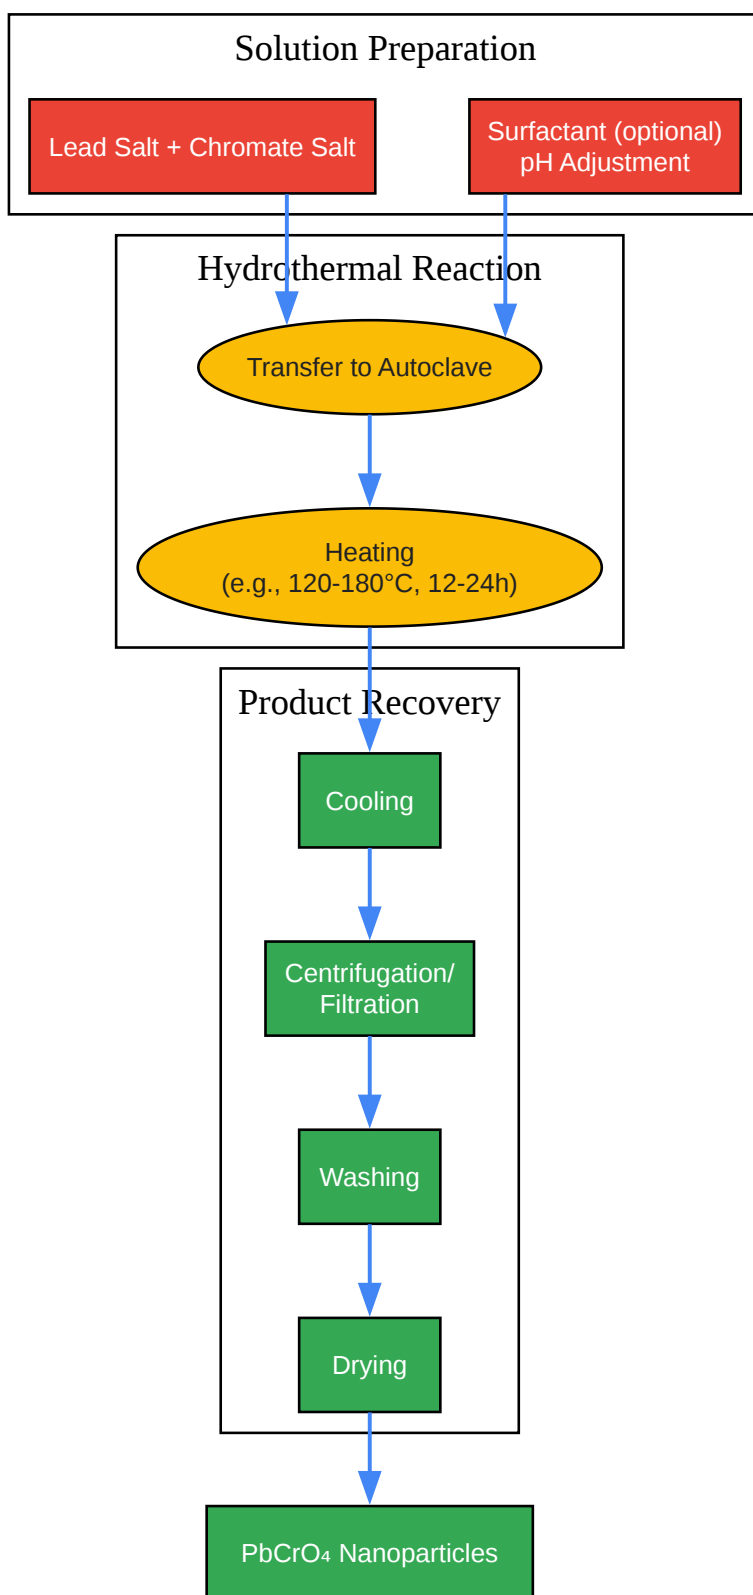 Solution Preparation
Lead Salt + Chromate Salt
Surfactant (optional)
pH Adjustment
Hydrothermal Reaction
Transfer to Autoclave
Heating
(e.g., 120-180°C, 12-24h)
Product Recovery
Cooling
Centrifugation/
Filtration
Washing
Drying
PbCrO₄ Nanoparticles